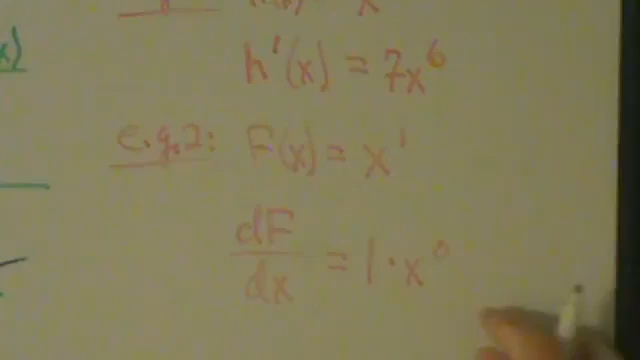 x)
h'(x) = 7x⁶
e.g.2: F(x) = x¹
dF/dx = 1 · x⁰